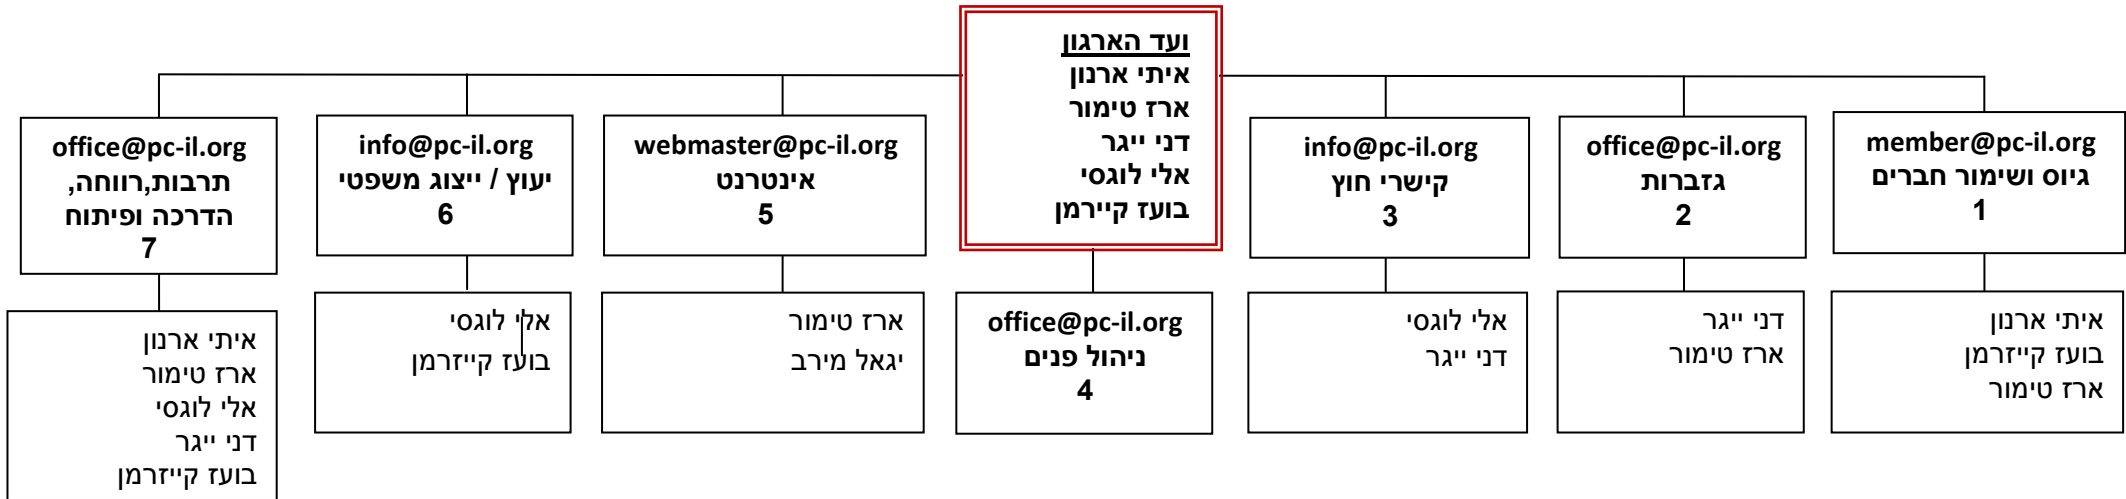 ועד הארגון
איתי ארנון
ארז טימור
דני ייגר
אלי לוגסי
בועז קיירמן
member@pc-il.org
גיוס ושימור חברים
1
איתי ארנון
בועז קייזרמן
ארז טימור
office@pc-il.org
גזברות
2
דני ייגר
ארז טימור
info@pc-il.org
קישרי חוץ
3
אלי לוגסי
דני ייגר
office@pc-il.org
ניהול פנים
4
webmaster@pc-il.org
אינטרנט
5
ארז טימור
יגאל מירב
info@pc-il.org
יעוץ / ייצוג משפטי
6
אלי לוגסי
בועז קייזרמן
office@pc-il.org
תרבות,רווחה,
הדרכה ופיתוח
7
איתי ארנון
ארז טימור
אלי לוגסי
דני ייגר
בועז קייזרמן